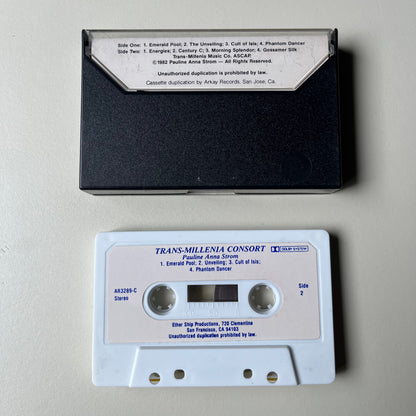 Side One: 1. Emerald Pool; 2. The Unveiling; 3. Cult of Isis; 4. Phantom Dancer
Side Two: 1. Energies; 2. Century C; 3. Morning Splendor; 4. Gossamer Silk
Trans-Millenia Music Co. ASCAP.
©1982 Pauline Anna Strom — All Rights Reserved.
Unauthorized duplication is prohibited by law.
Cassette duplication by Arkay Records, San Jose, Ca.
TRANS-MILLENIA CONSORT
DOLBY SYSTEM
Pauline Anna Strom
1. Emerald Pool; 2. Unveiling; 3. Cult of Isis;
4. Phantom Dancer
AR3269-C
Stereo
Side
2
Ether Ship Productions, 720 Clementina
San Francisco, CA 94103
Unauthorized duplication prohibited by law.